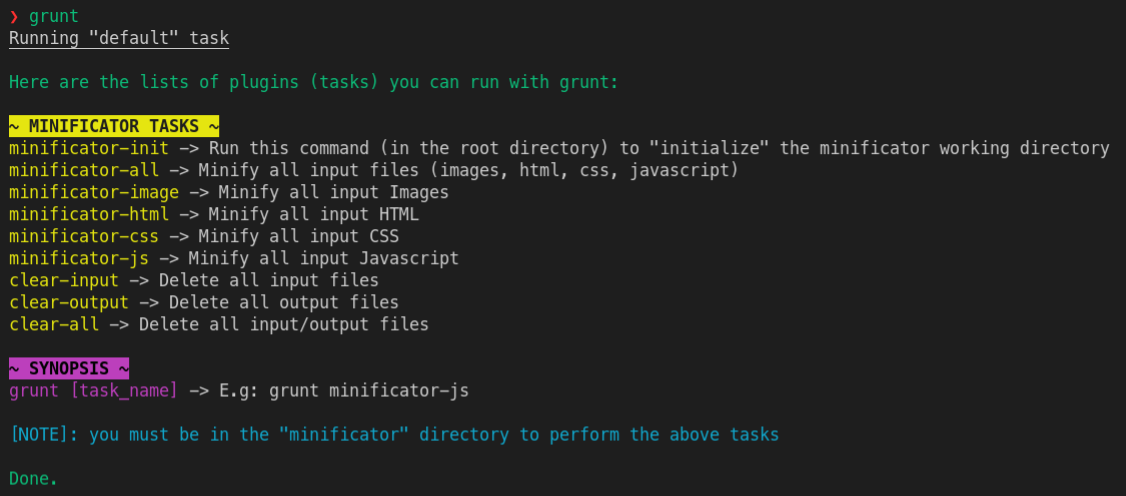 ❯ grunt
Running "default" task
Here are the lists of plugins (tasks) you can run with grunt:
~ MINIFICATOR TASKS ~
minificator-init -> Run this command (in the root directory) to "initialize" the minificator working directory
minificator-all -> Minify all input files (images, html, css, javascript)
minificator-image -> Minify all input Images
minificator-html -> Minify all input HTML
minificator-css -> Minify all input CSS
minificator-js -> Minify all input Javascript
clear-input -> Delete all input files
clear-output -> Delete all output files
clear-all -> Delete all input/output files
~ SYNOPSIS ~
grunt [task_name] -> E.g: grunt minificator-js
[NOTE]: you must be in the "minificator" directory to perform the above tasks
Done.